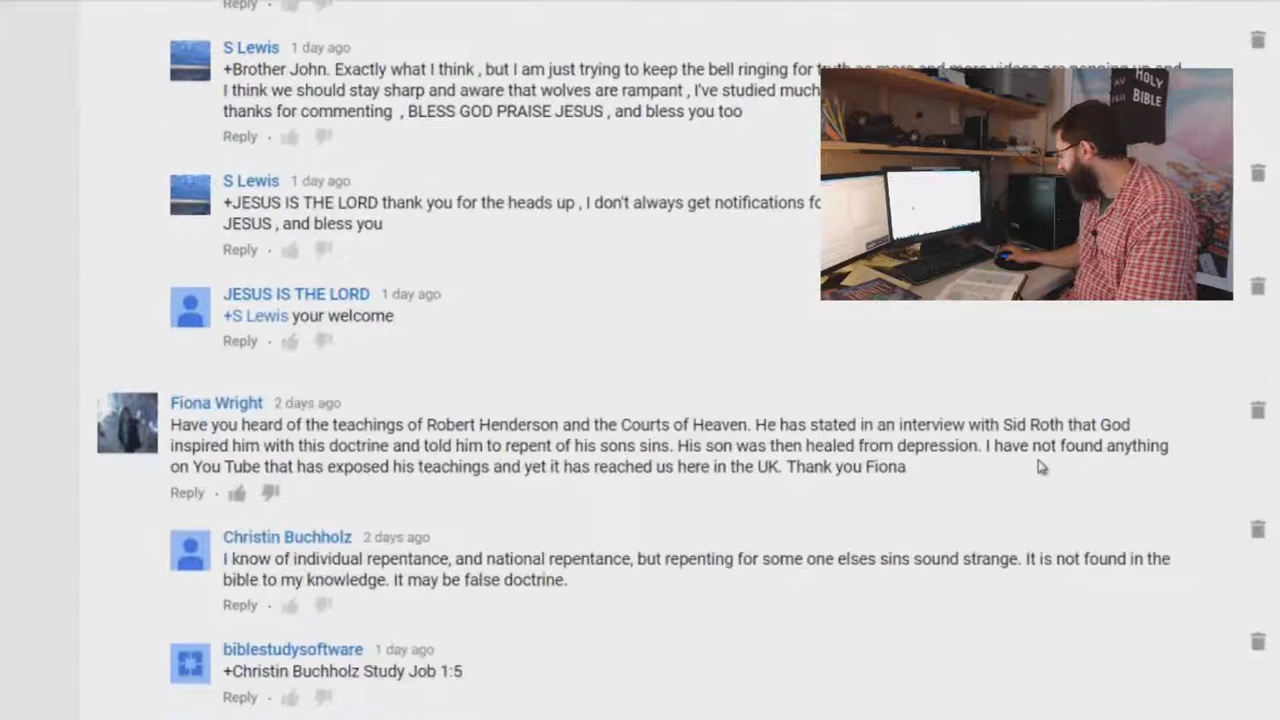 Reply
S Lewis 1 day ago
+Brother John. Exactly what I think , but I am just trying to keep the bell ringing for
I think we should stay sharp and aware that wolves are rampant , I've studied much
thanks for commenting , BLESS GOD PRAISE JESUS , and bless you too
Reply
S Lewis 1 day ago
+JESUS IS THE LORD thank you for the heads up , I don't always get notifications
JESUS , and bless you
Reply
HOLY
BIBLE
JESUS IS THE LORD 1 day ago
+S Lewis your welcome
Reply
Fiona Wright 2 days ago
Have you heard of the teachings of Robert Henderson and the Courts of Heaven. He has stated in an interview with Sid Roth that God
inspired him with this doctrine and told him to repent of his sons sins. His son was then healed from depression. I have not found anything
on You Tube that has exposed his teachings and yet it has reached us here in the UK. Thank you Fiona
Reply
Christin Buchholz 2 days ago
I know of individual repentance, and national repentance, but repenting for some one elses sins sound strange. It is not found in the
bible to my knowledge. It may be false doctrine.
Reply
biblestudysoftware 1 day ago
+Christin Buchholz Study Job 1:5
Reply